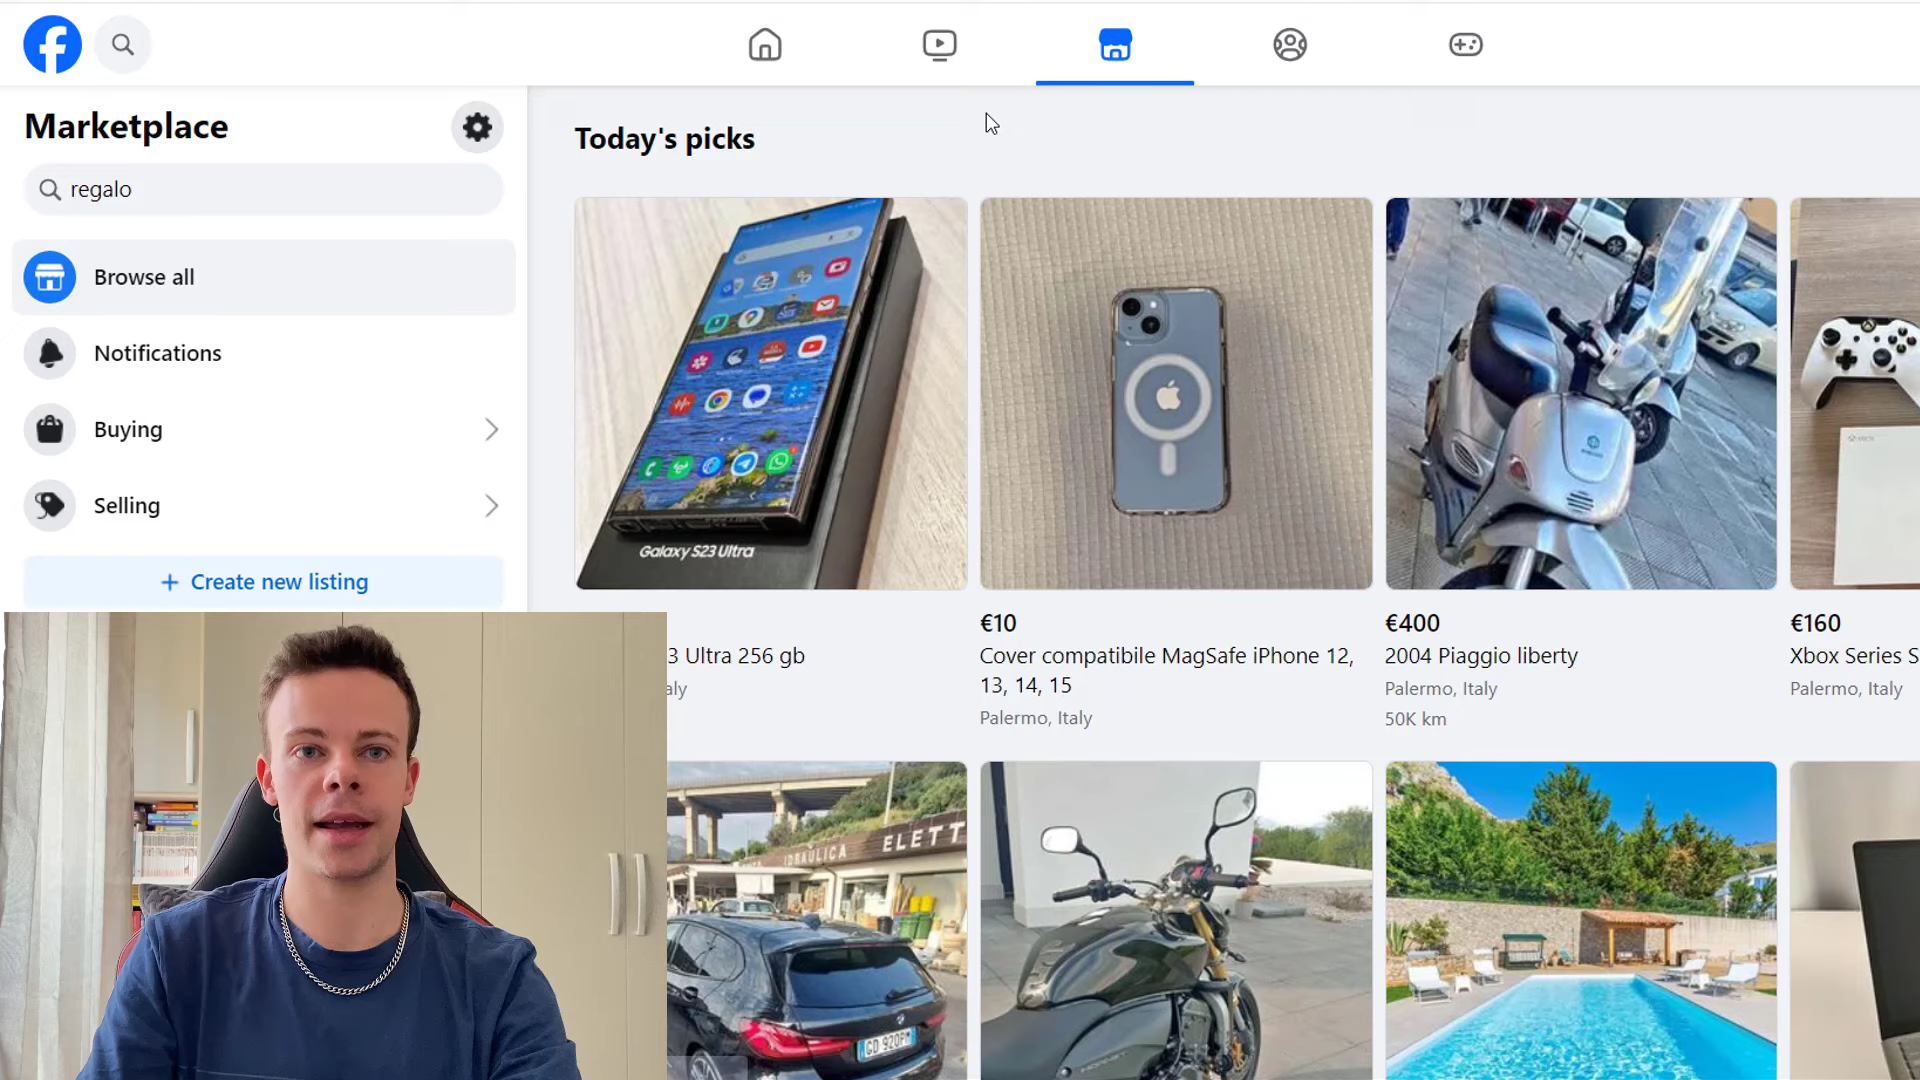 Marketplace
regalo
Browse all
Notifications
Buying
Selling
+ Create new listing
Today's picks
Galaxy S23 Ultra
3 Ultra 256 gb
aly
€10
Cover compatibile MagSafe iPhone 12,
13, 14, 15
Palermo, Italy
€400
2004 Piaggio liberty
Palermo, Italy
50K km
€160
Xbox Series S
Palermo, Italy
IDRAULICA
ELETT
GD 920PM